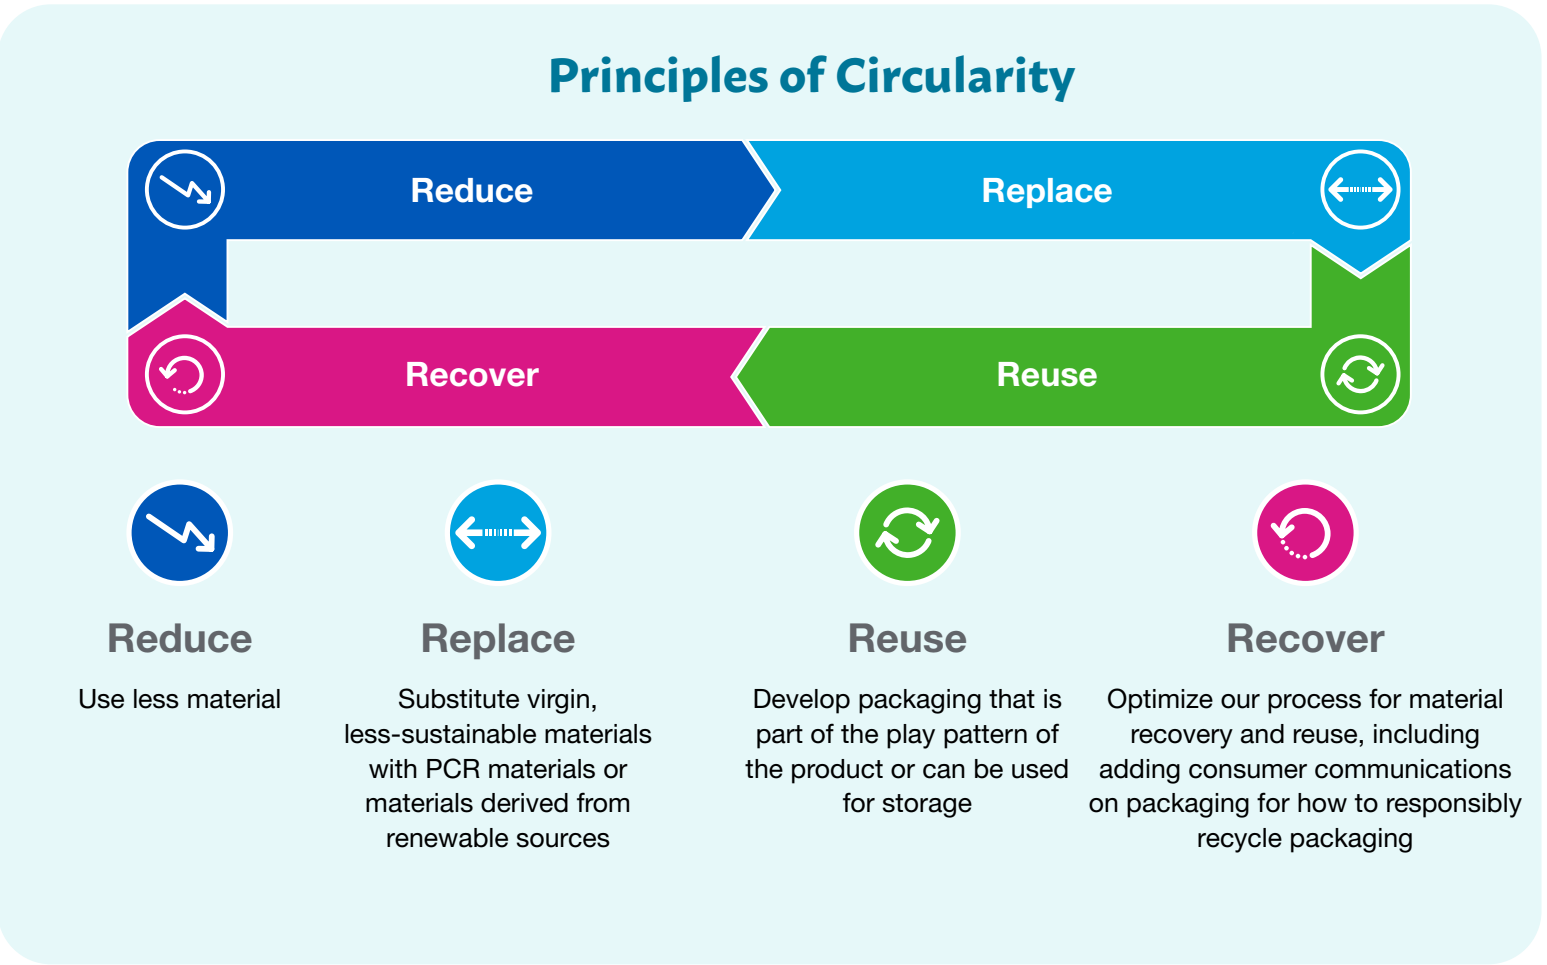 Principles of Circularity
Reduce
Replace
Recover
Reuse
Reduce
Use less material
Replace
Substitute virgin,
less-sustainable materials
with PCR materials or
materials derived from
renewable sources
Reuse
Develop packaging that is
part of the play pattern of
the product or can be used
for storage
Recover
Optimize our process for material
recovery and reuse, including
adding consumer communications
on packaging for how to responsibly
recycle packaging